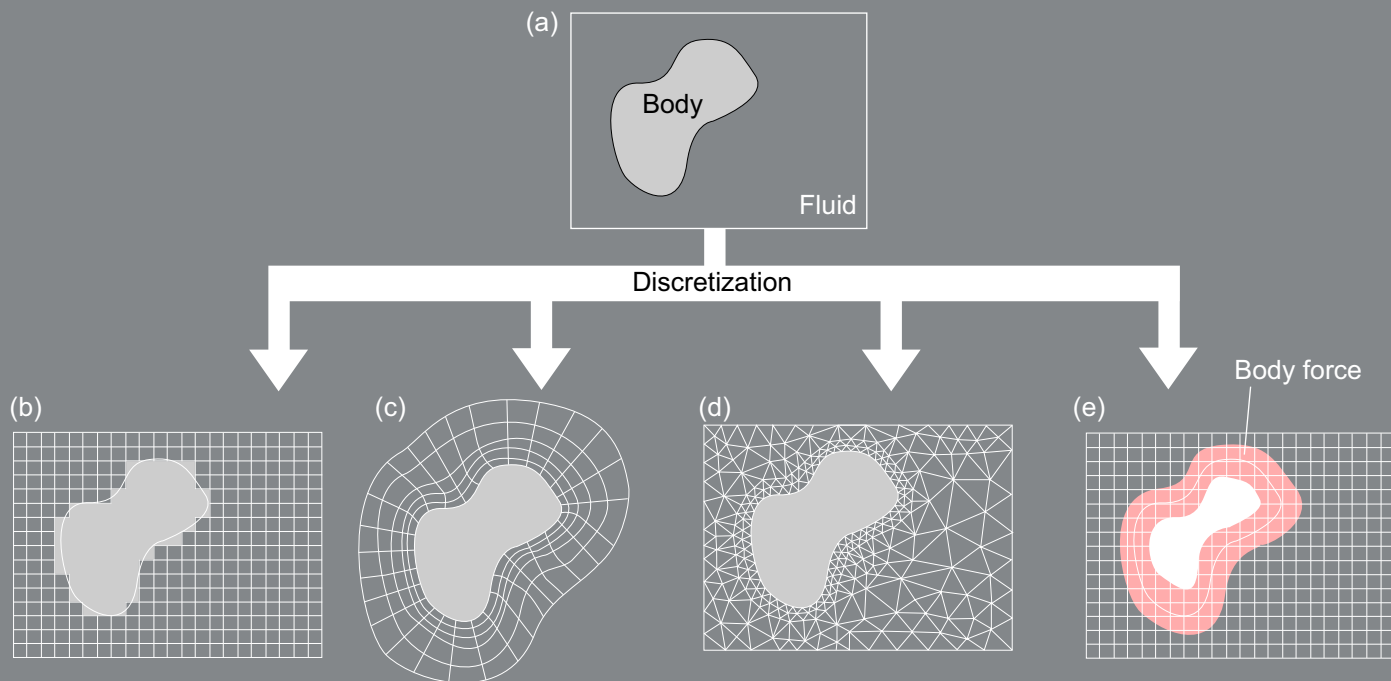 (a)
Body
Fluid
Discretization
Body force
(b)
(c)
(d)
(e)